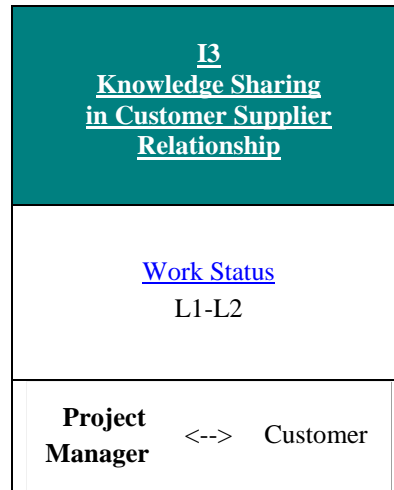 I3
Knowledge Sharing
in Customer Supplier
Relationship
Work Status
L1-L2
Project
Manager <--> Customer